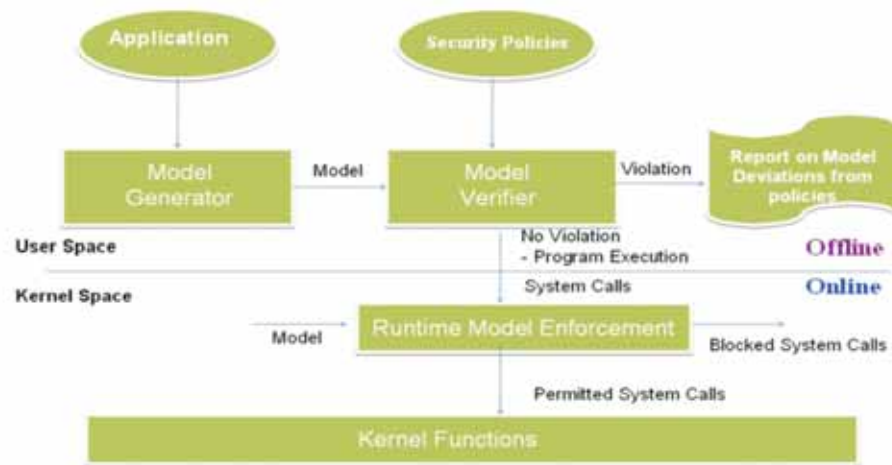 Application
Security Policies
Model
Generator
Model
Model
Verifier
Violation
Report on Model
Deviations from
policies
User Space
No Violation
- Program Execution
Offline
Kernel Space
System Calls
Online
Model
Runtime Model Enforcement
Blocked System Calls
Permitted System Calls
Kernel Functions